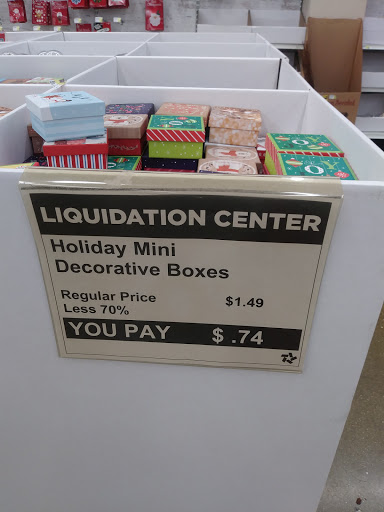 LIQUIDATION CENTER
Holiday Mini
Decorative Boxes
Regular Price $1.49
Less 70%
YOU PAY $ .74